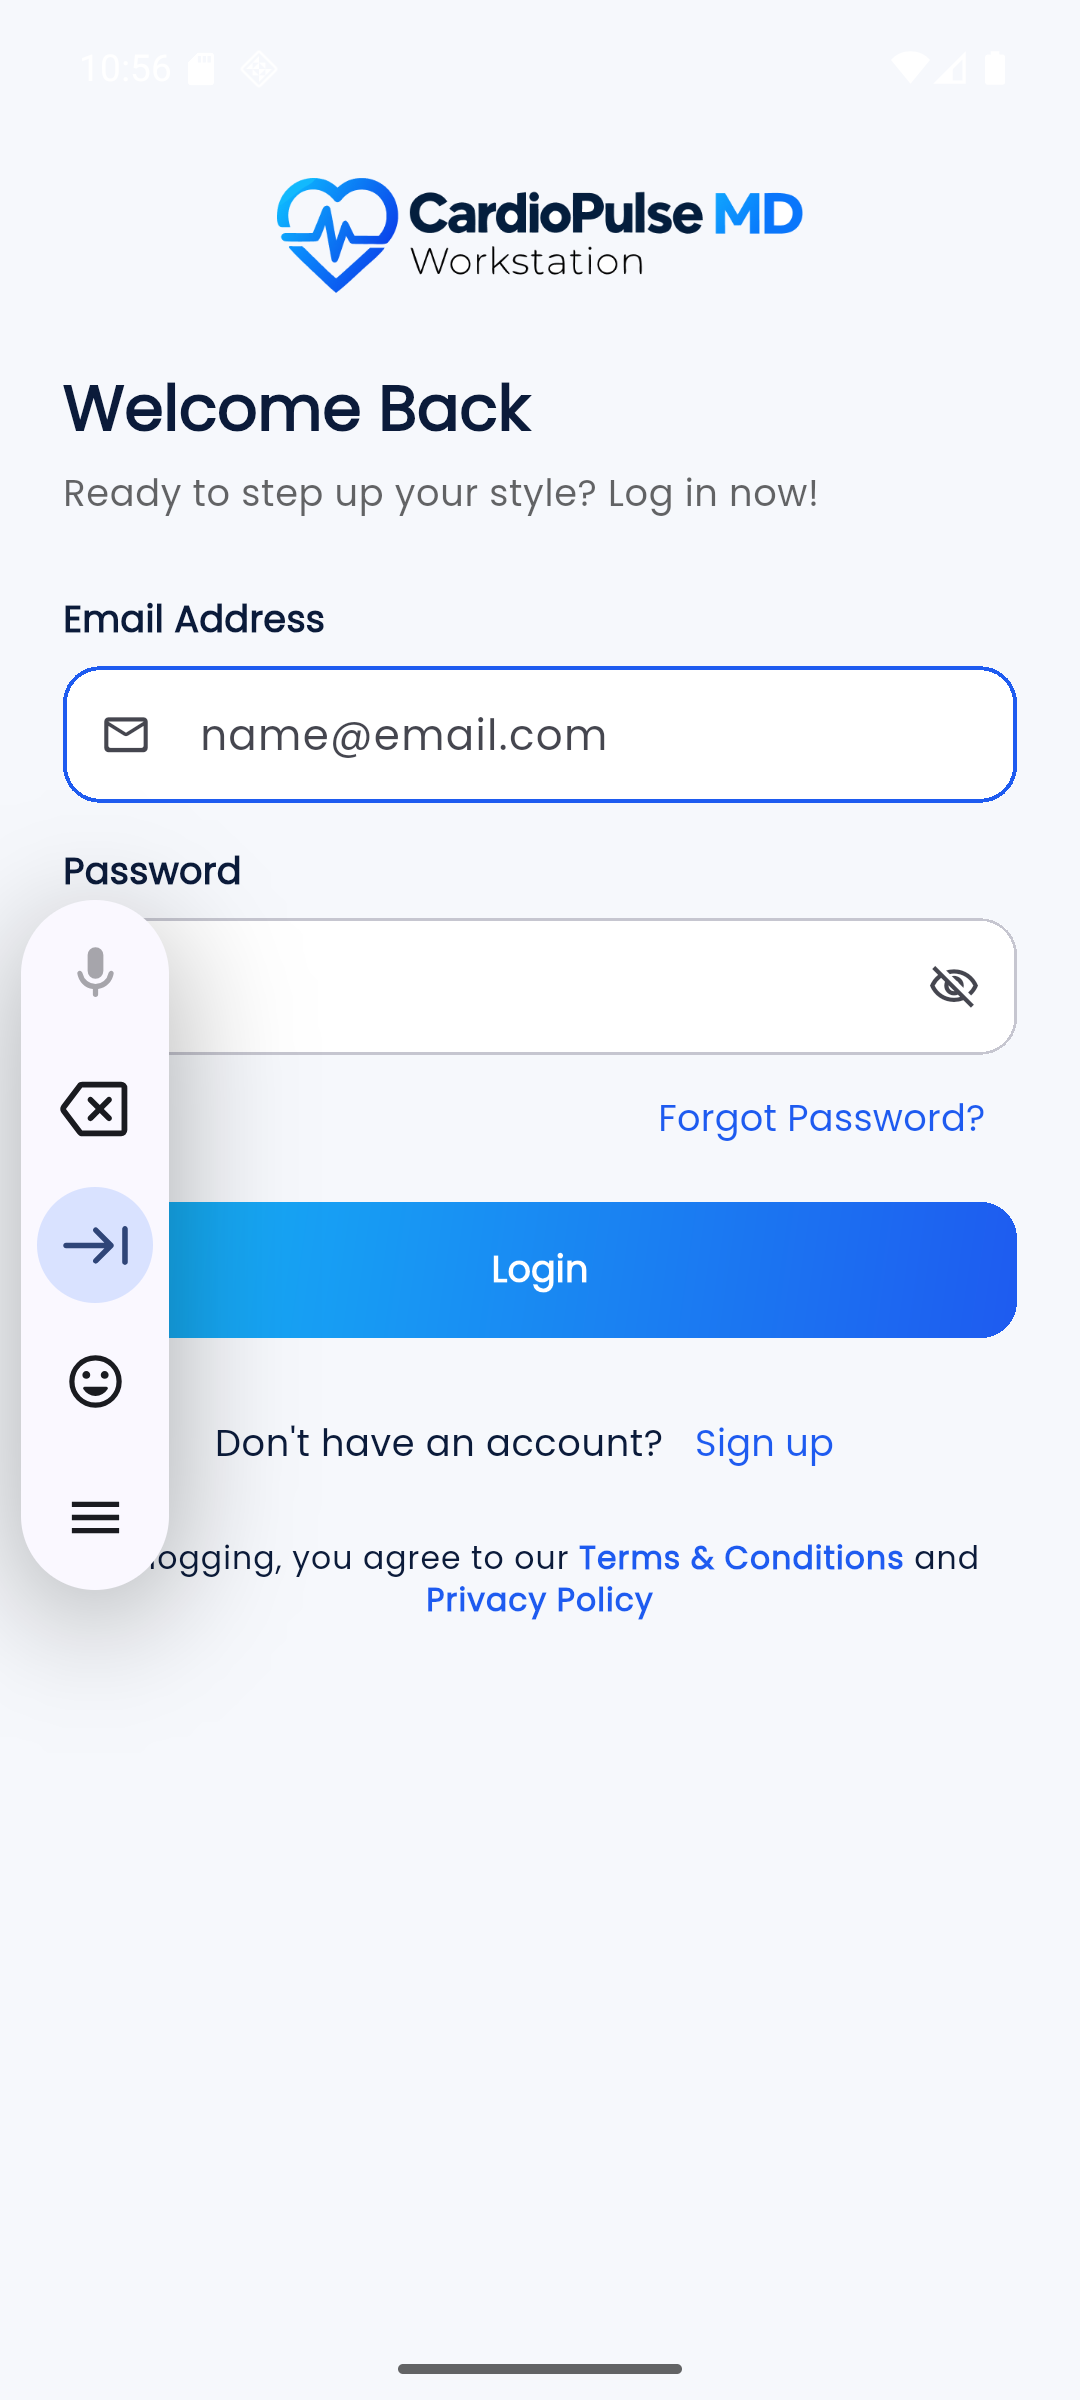 10:56
CardioPulse MD
Workstation
Welcome Back
Ready to step up your style? Log in now!
Email Address
name@email.com
Password
Forgot Password?
Login
Don't have an account? Sign up
logging, you agree to our Terms & Conditions and
Privacy Policy